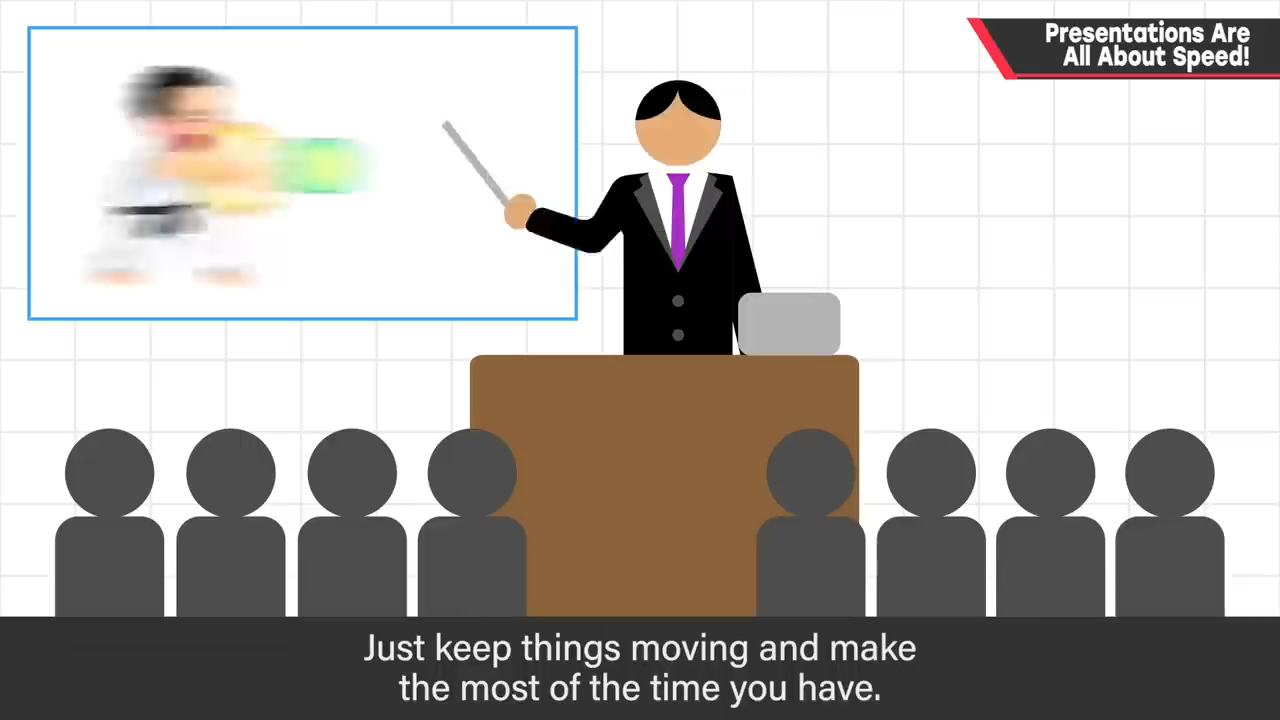 Presentations Are
All About Speed!
Just keep things moving and make
the most of the time you have.